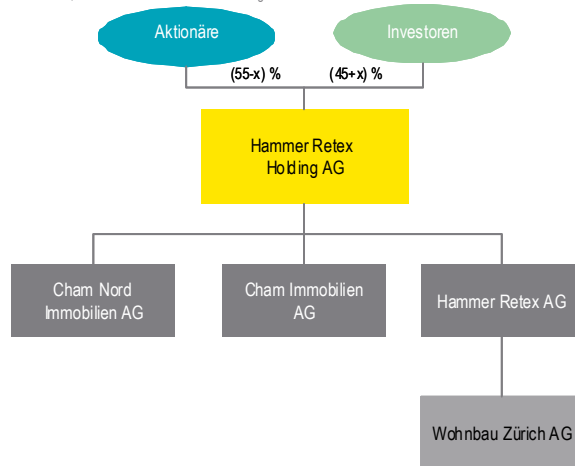 Aktionäre
Investoren
(55-x) %
(45+x) %
Hammer Retex
Holding AG
Cham Nord
Immobilien AG
Cham Immobilien
AG
Hammer Retex AG
Wohnbau Zürich AG